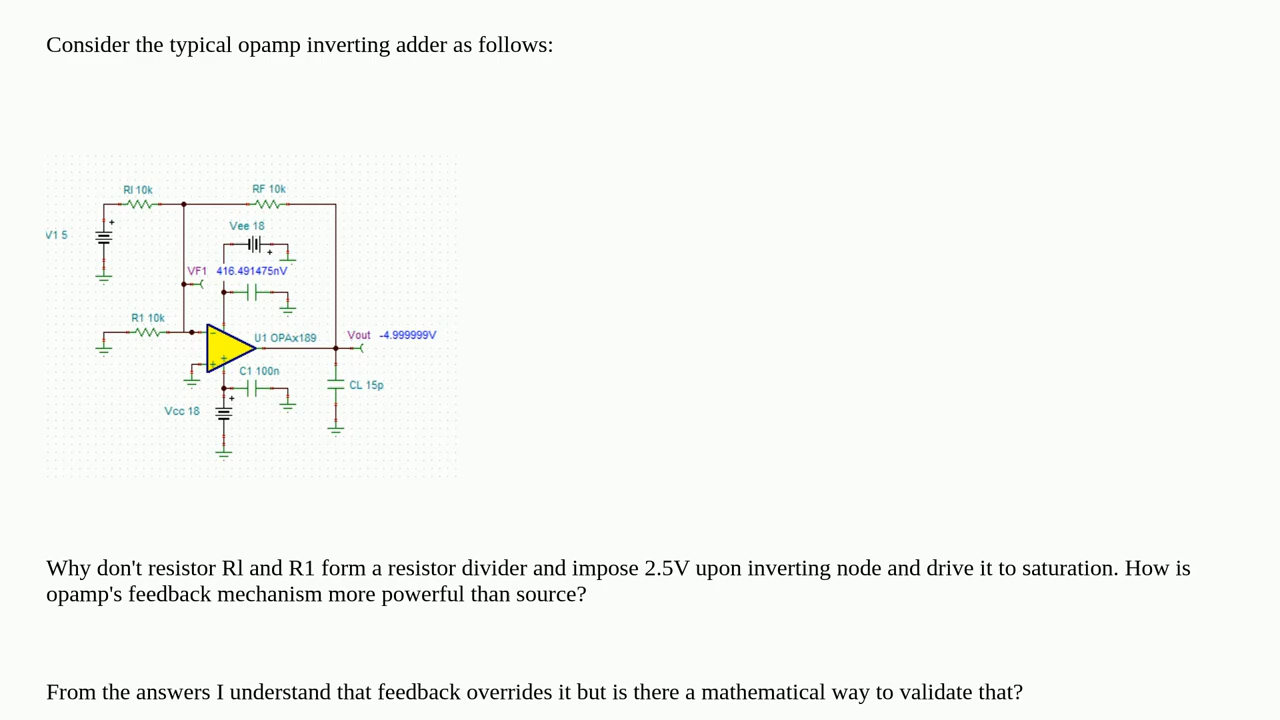 Consider the typical opamp inverting adder as follows:
RI 10k
RF 10k
Vee 18
+
V1 5
+
VF1 416.491475nV
R1 10k
U1 OPAx189
Vout -4.999999V
C1 100n
CL 15p
+
Vcc 18
Why don't resistor Rl and R1 form a resistor divider and impose 2.5V upon inverting node and drive it to saturation. How is
opamp's feedback mechanism more powerful than source?
From the answers I understand that feedback overrides it but is there a mathematical way to validate that?